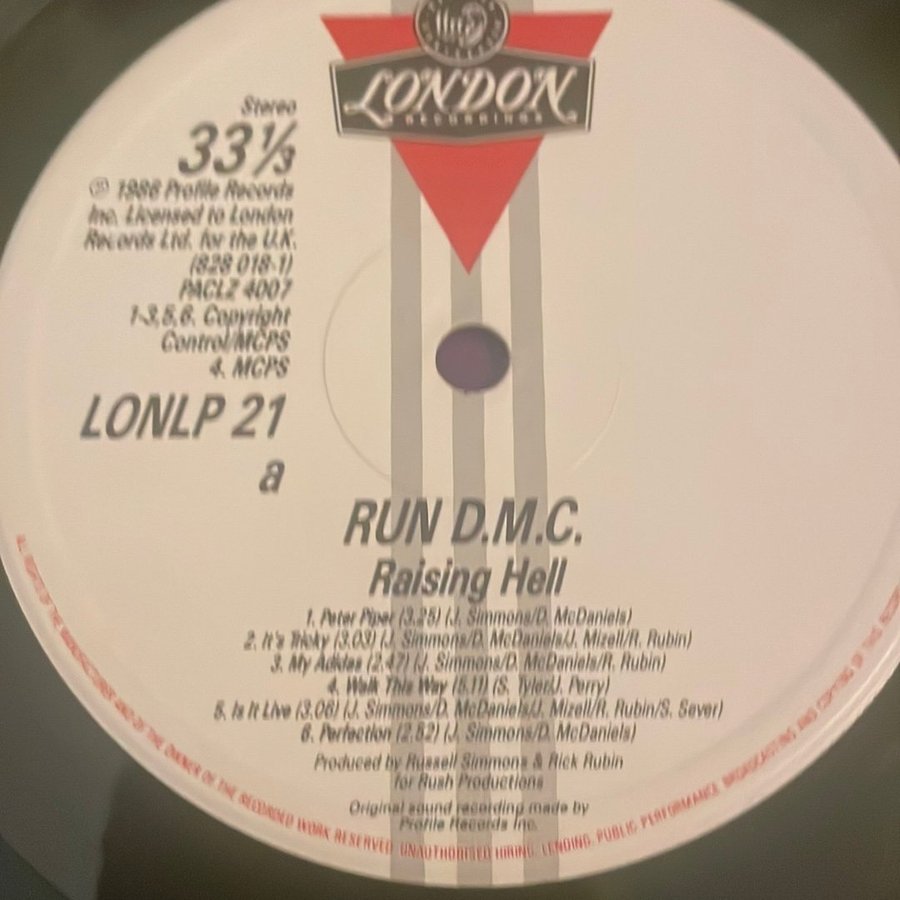 LONDON
RECORDINGS
Stereo
33⅓
Ⓟ 1986 Profile Records
Inc. Licensed to London
Records Ltd. for the U.K.
(828 018-1)
PACLZ 4007
1-3,5,6. Copyright
Control/MCPS
4. MCPS
LONLP 21
a
RUN D.M.C.
Raising Hell
1. Peter Piper (3.25) (J. Simmons/D. McDaniels)
2. It's Tricky (3.03) (J. Simmons/D. McDaniels/J. Mizell/R. Rubin)
3. My Adidas (2.47) (J. Simmons/D. McDaniels/R. Rubin)
4. Walk This Way (5.11) (S. Tyler/J. Perry)
5. Is It Live (3.06) (J. Simmons/D. McDaniels/J. Mizell/R. Rubin/S. Sever)
6. Perfection (2.52) (J. Simmons/D. McDaniels)
Produced by Russell Simmons & Rick Rubin
for Rush Productions
Original sound recording made by
Profile Records Inc.
ALL RIGHTS OF THE MANUFACTURER AND OF THE OWNER OF THE RECORDED WORK RESERVED. UNAUTHORISED HIRING, LENDING, PUBLIC PERFORMANCE, BROADCASTING AND COPYING OF THIS